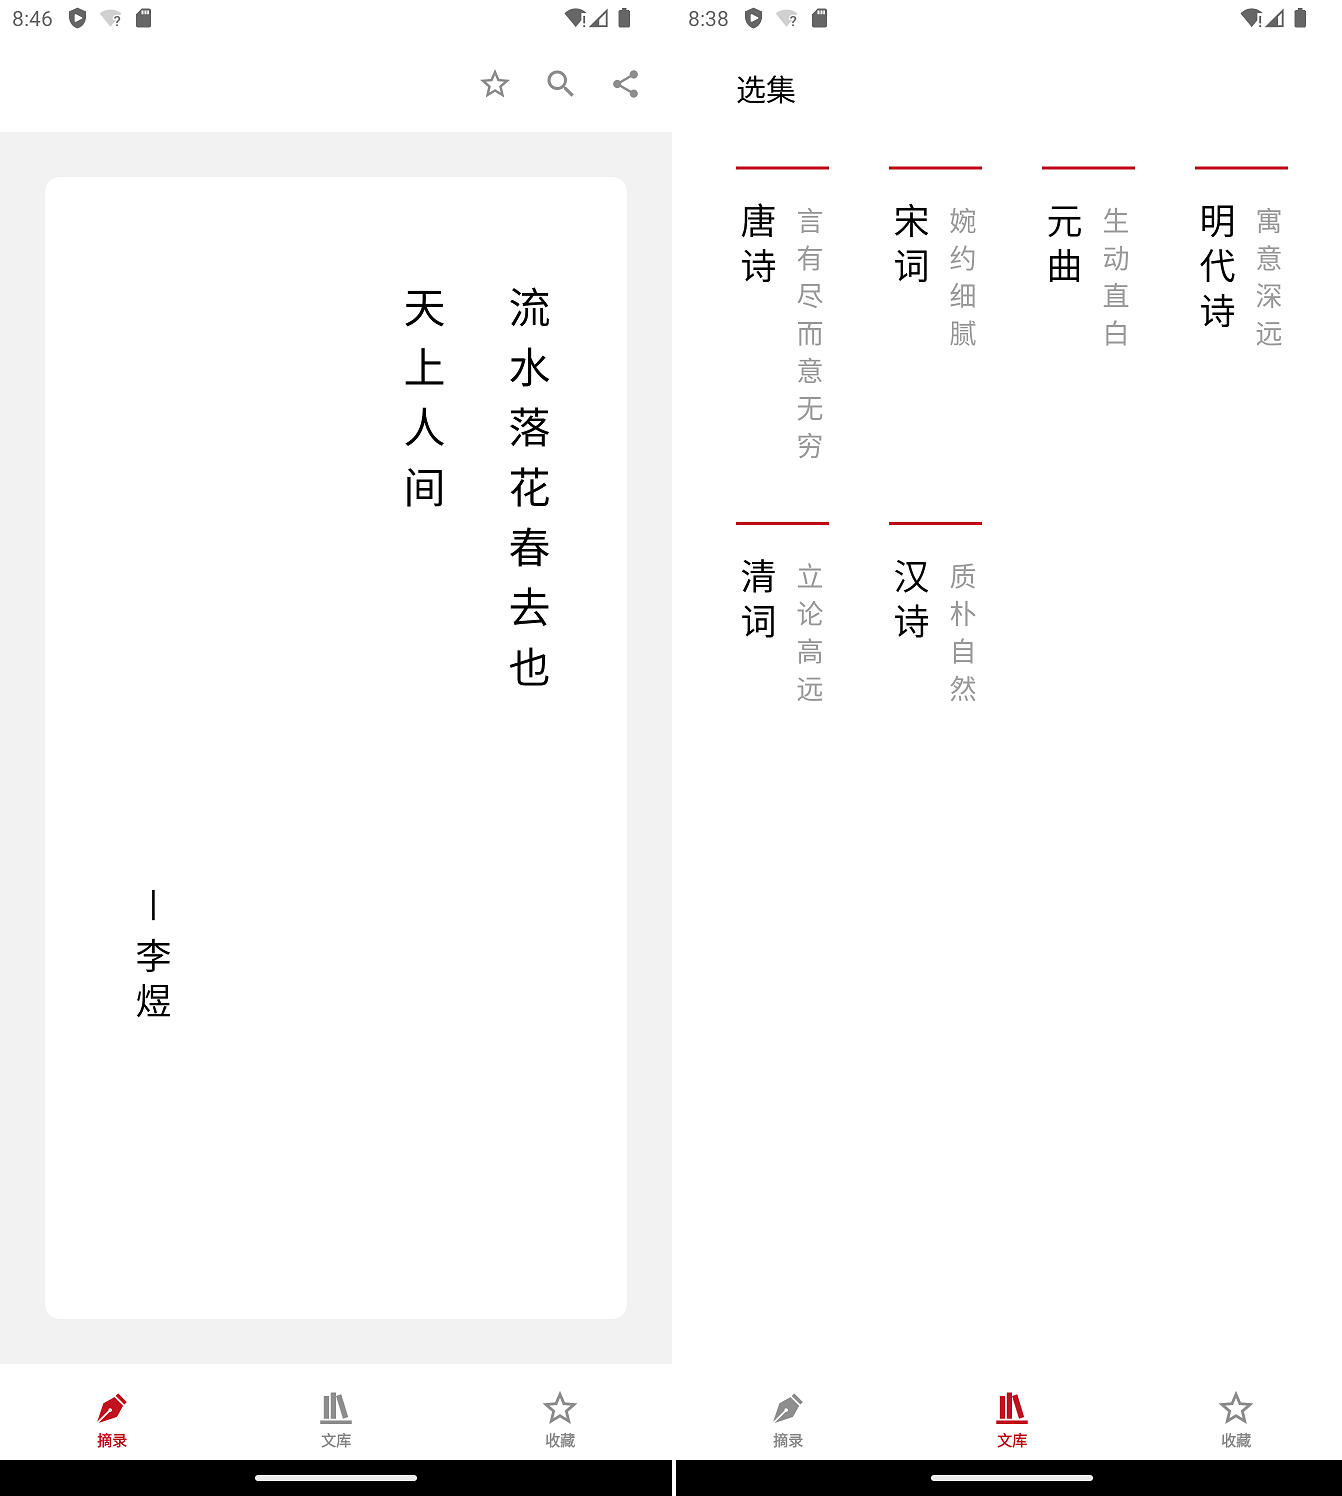 8:46
流水落花春去也
天上人间
—李煜
摘录
文库
收藏
8:38
选集
唐诗
言有尽而意无穷
宋词
婉约细腻
元曲
生动直白
明代诗
寓意深远
清词
立论高远
汉诗
质朴自然
摘录
文库
收藏